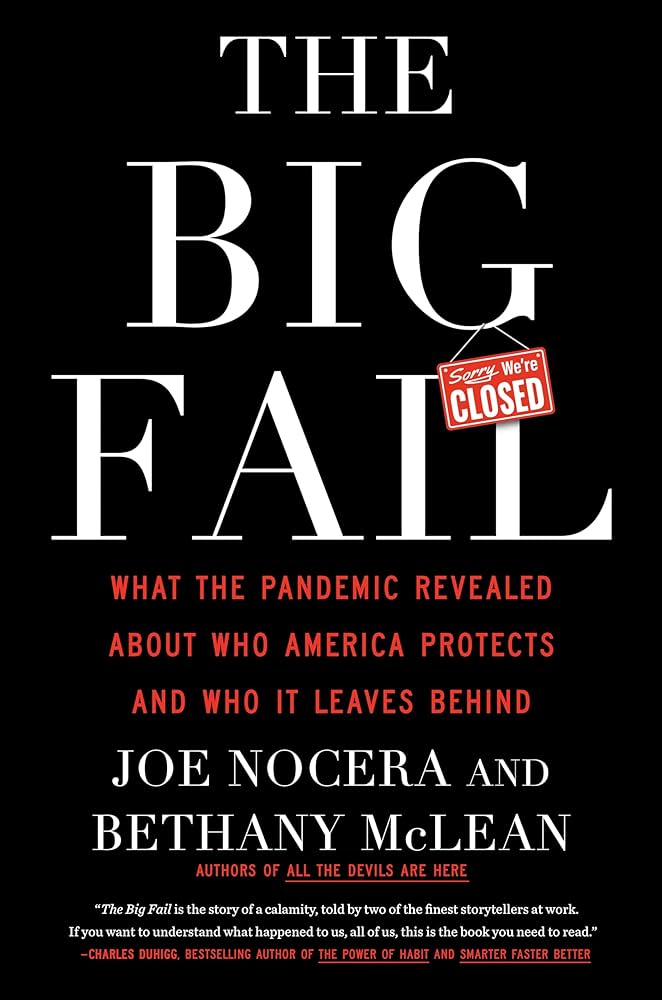 THE
BIG
FAIL
Sorry We're
CLOSED
WHAT THE PANDEMIC REVEALED
ABOUT WHO AMERICA PROTECTS
AND WHO IT LEAVES BEHIND
JOE NOCERA AND
BETHANY McLEAN
AUTHORS OF ALL THE DEVILS ARE HERE
“The Big Fail is the story of a calamity, told by two of the finest storytellers at work.
If you want to understand what happened to us, all of us, this is the book you need to read.”
–CHARLES DUHIGG, BESTSELLING AUTHOR OF THE POWER OF HABIT AND SMARTER FASTER BETTER